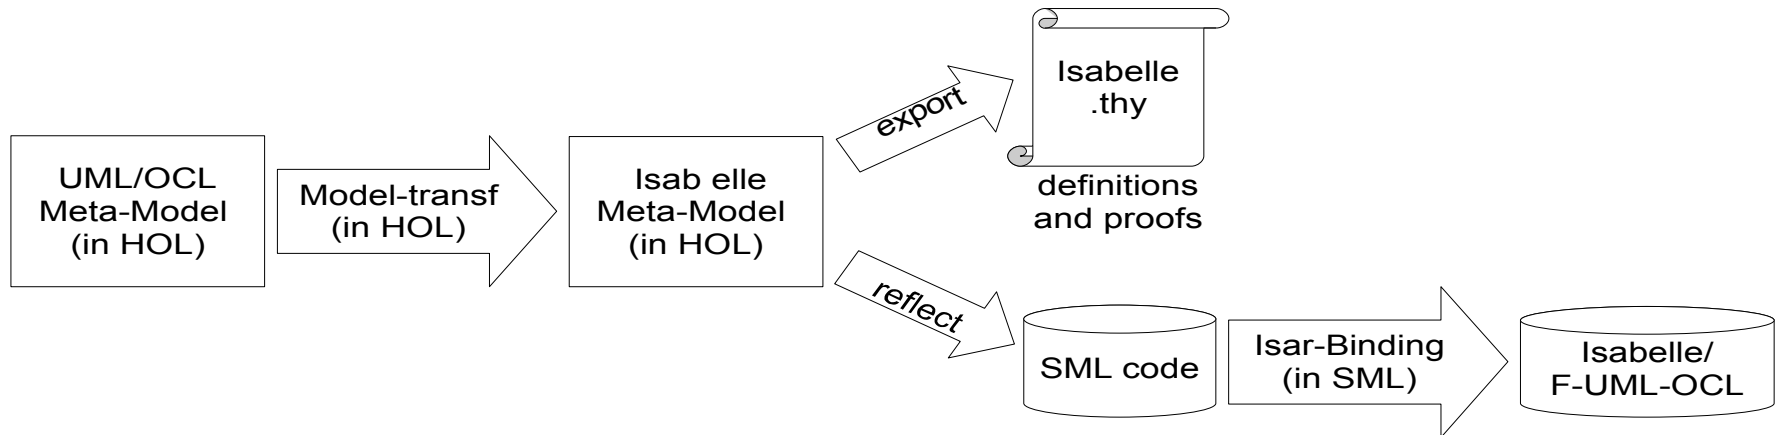 UML/OCL
Meta-Model
(in HOL)
Model-transf
(in HOL)
Isab elle
Meta-Model
(in HOL)
export
Isabelle
.thy
definitions
and proofs
reflect
SML code
Isar-Binding
(in SML)
Isabelle/
F-UML-OCL